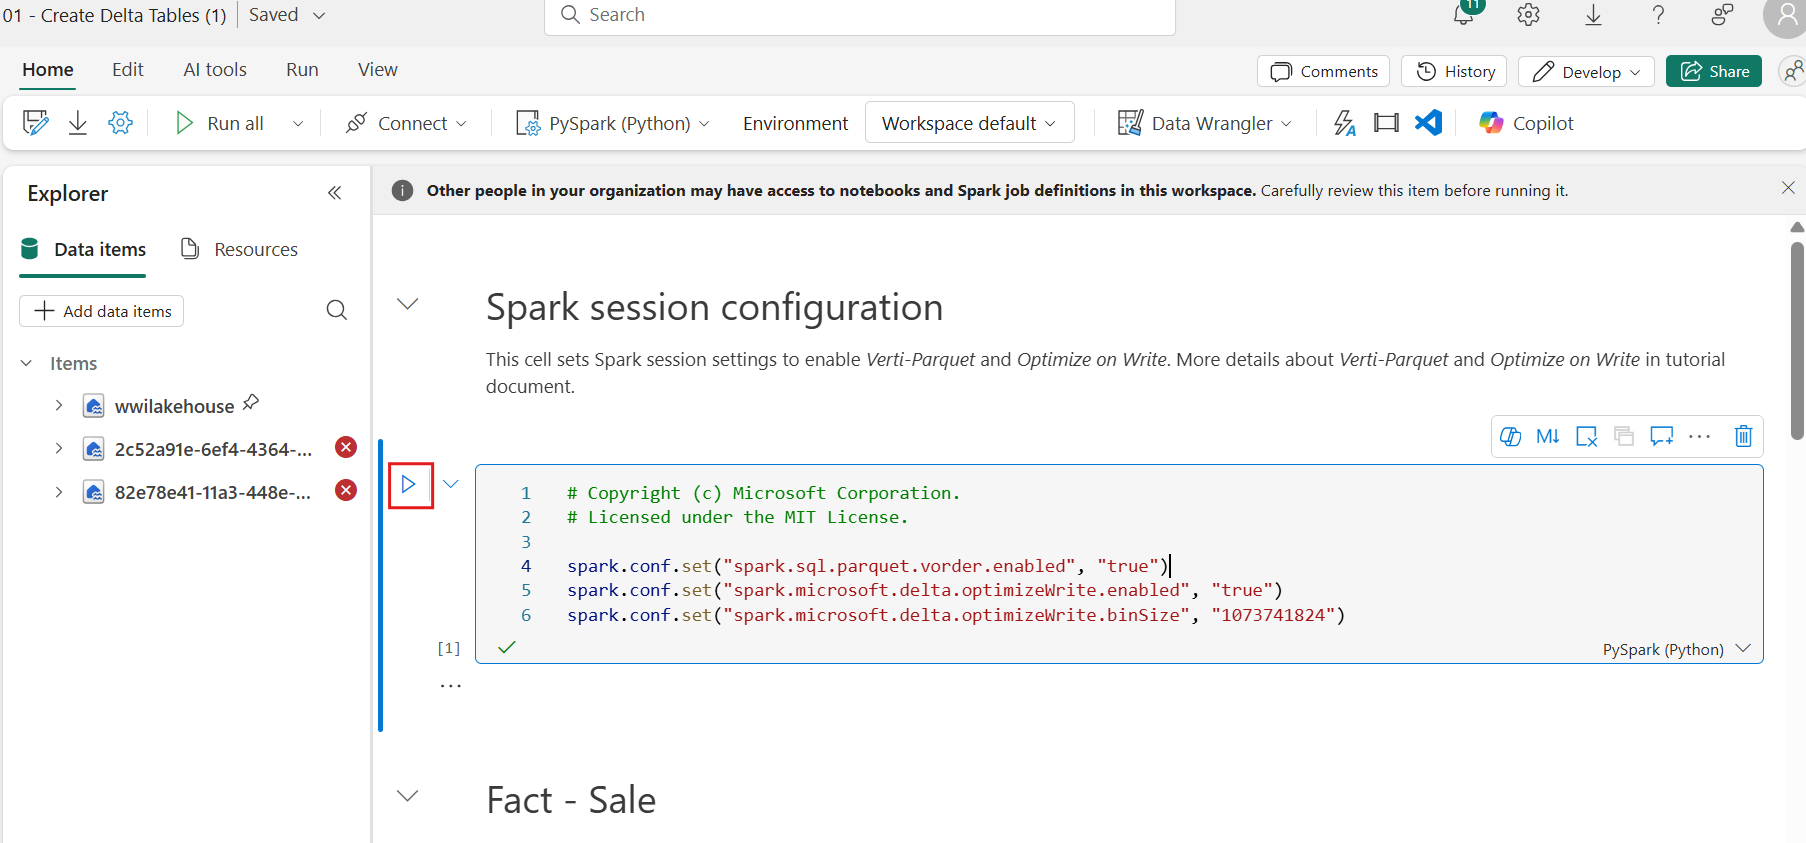 01 - Create Delta Tables (1) Saved
Search
11
Home Edit AI tools Run View
Comments History Develop Share
Run all Connect PySpark (Python) Environment Workspace default Data Wrangler Copilot
Explorer
Data items Resources
Add data items
Items
wwilakehouse
2c52a91e-6ef4-4364-...
82e78e41-11a3-448e-...
Other people in your organization may have access to notebooks and Spark job definitions in this workspace. Carefully review this item before running it.
Spark session configuration
This cell sets Spark session settings to enable Verti-Parquet and Optimize on Write. More details about Verti-Parquet and Optimize on Write in tutorial
document.
M↓
1 # Copyright (c) Microsoft Corporation.
2 # Licensed under the MIT License.
3
4 spark.conf.set("spark.sql.parquet.vorder.enabled", "true")
5 spark.conf.set("spark.microsoft.delta.optimizeWrite.enabled", "true")
6 spark.conf.set("spark.microsoft.delta.optimizeWrite.binSize", "1073741824")
[1]
PySpark (Python)
...
Fact - Sale